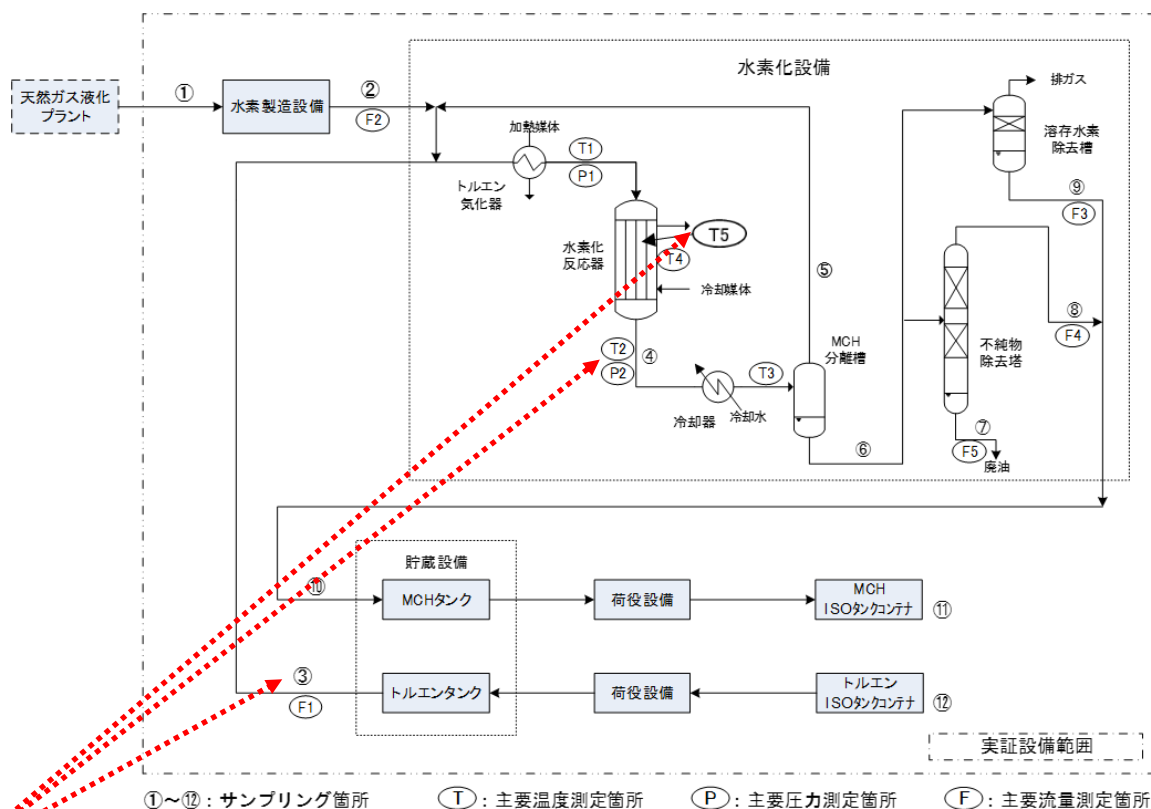 水素化設備
天然ガス液化
プラント
①
水素製造設備
②
F2
加熱媒体
トルエン
気化器
T1
P1
排ガス
溶存水素
除去槽
⑨
F3
水素化
反応器
T5
T4
冷却媒体
⑤
⑧
F4
不純物
除去塔
T2
P2
④
T3
MCH
分離槽
冷却器
冷却水
⑥
⑦
F5
廃油
貯蔵設備
⑩
MCHタンク
荷役設備
MCH
ISOタンクコンテナ
⑪
③
F1
トルエンタンク
荷役設備
トルエン
ISOタンクコンテナ
⑫
実証設備範囲
①～⑫：サンプリング箇所
T：主要温度測定箇所
P：主要圧力測定箇所
F：主要流量測定箇所